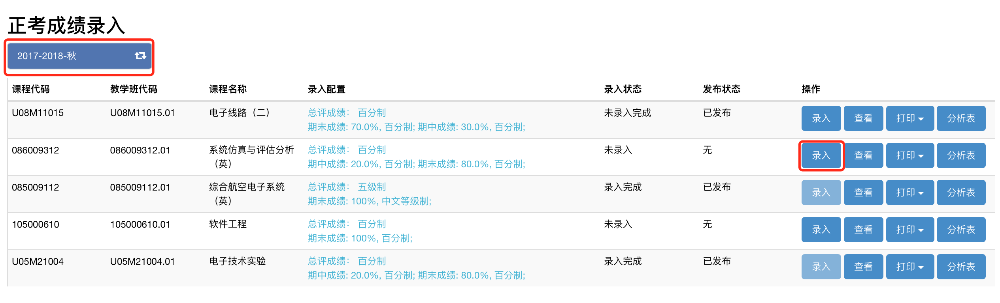 正考成绩录入
2017-2018-秋
课程代码 教学班代码 课程名称 录入配置 录入状态 发布状态 操作
U08M11015 U08M11015.01 电子线路（二） 总评成绩： 百分制 未录入完成 已发布 录入 查看 打印 分析表
期末成绩: 70.0%, 百分制; 期中成绩: 30.0%, 百分制;
086009312 086009312.01 系统仿真与评估分析 总评成绩： 百分制 未录入 无 录入 查看 打印 分析表
（英） 期中成绩: 20.0%, 百分制; 期末成绩: 80.0%, 百分制;
085009112 085009112.01 综合航空电子系统 总评成绩： 五级制 录入完成 已发布 录入 查看 打印 分析表
（英） 期末成绩: 100%, 中文等级制;
105000610 105000610.01 软件工程 总评成绩： 百分制 未录入 无 录入 查看 打印 分析表
期末成绩: 100%, 百分制;
U05M21004 U05M21004.01 电子技术实验 总评成绩： 百分制 录入完成 已发布 录入 查看 打印 分析表
期中成绩: 20.0%, 百分制; 期末成绩: 80.0%, 百分制;